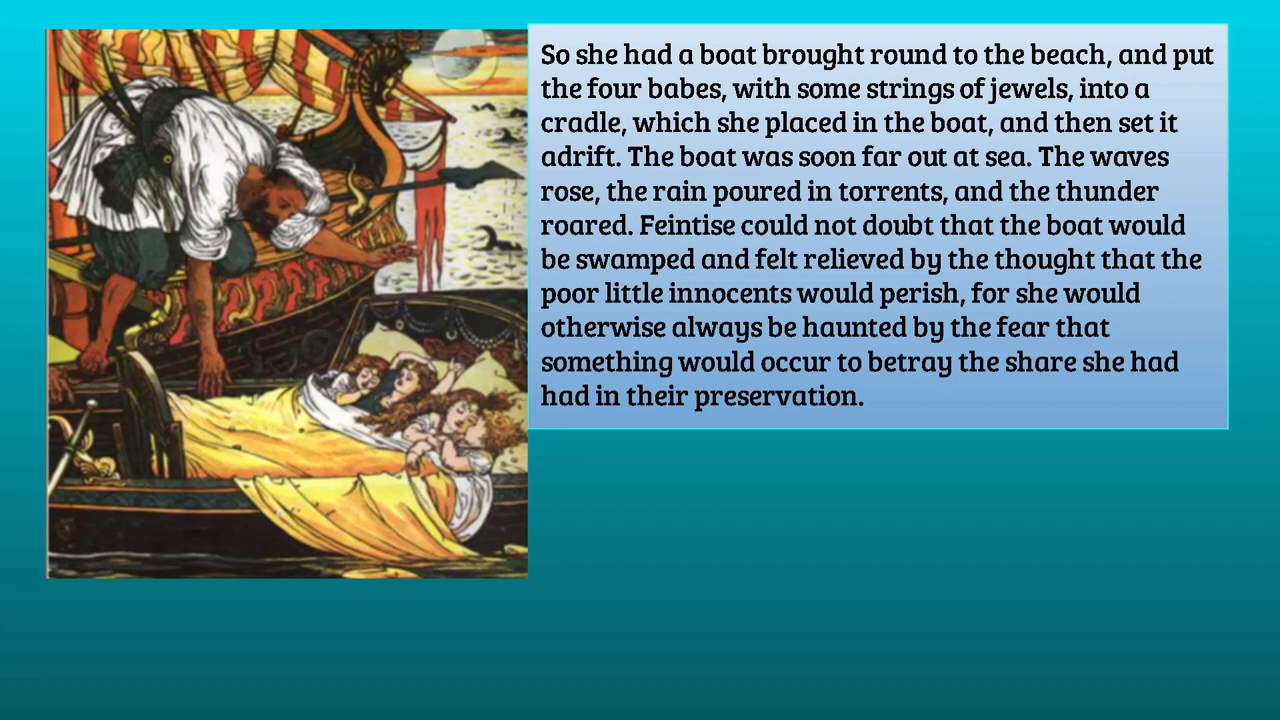 So she had a boat brought round to the beach, and put
the four babes, with some strings of jewels, into a
cradle, which she placed in the boat, and then set it
adrift. The boat was soon far out at sea. The waves
rose, the rain poured in torrents, and the thunder
roared. Feintise could not doubt that the boat would
be swamped and felt relieved by the thought that the
poor little innocents would perish, for she would
otherwise always be haunted by the fear that
something would occur to betray the share she had
had in their preservation.